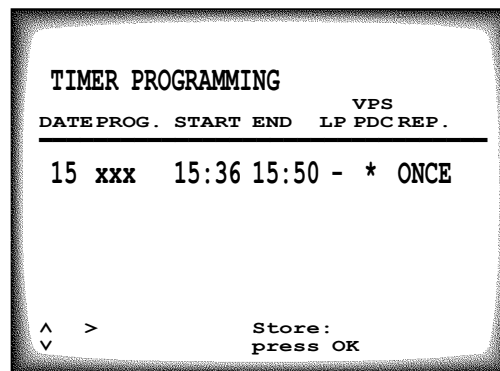 TIMER PROGRAMMING
VPS
DATE PROG. START END LP PDC REP.
15 xxx 15:36 15:50 - * ONCE
^ > Store:
v press OK